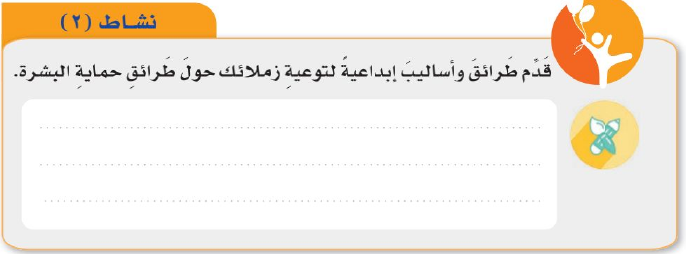 نشاط (٢)
قَدِّم طَرائقَ وأساليبَ إبداعيةً لتوعيةِ زملائك حولَ طَرائقِ حمايةِ البشرة.